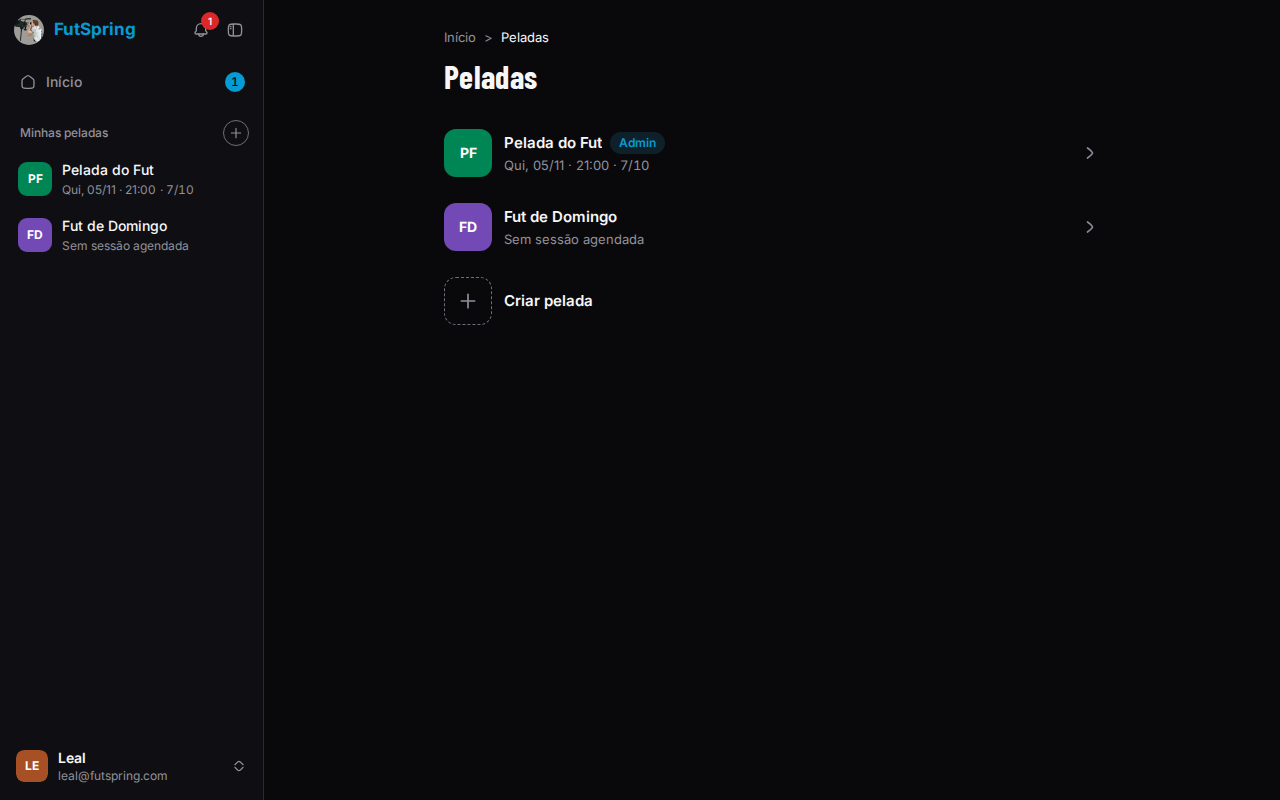 FutSpring
1
Início
1
Minhas peladas
PF
Pelada do Fut
Qui, 05/11 · 21:00 · 7/10
FD
Fut de Domingo
Sem sessão agendada
LE
Leal
leal@futspring.com
Início > Peladas
Peladas
PF
Pelada do Fut Admin
Qui, 05/11 · 21:00 · 7/10
FD
Fut de Domingo
Sem sessão agendada
Criar pelada